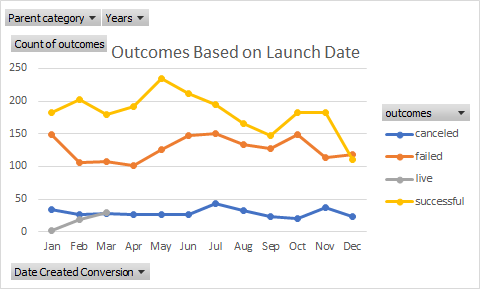 Parent category Years
Count of outcomes
Outcomes Based on Launch Date
250
200
150
100
50
0
Jan Feb Mar Apr May Jun Jul Aug Sep Oct Nov Dec
outcomes
canceled
failed
live
successful
Date Created Conversion